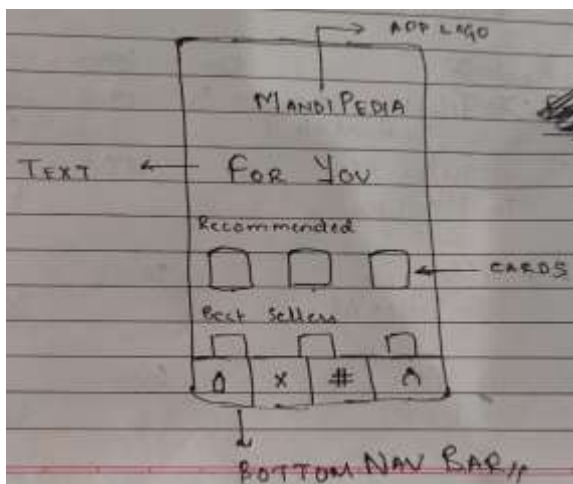 APP LOGO
MANDIPEDIA
TEXT
FOR YOU
Recommended
CARDS
Best Sellers
X #
BOTTOM NAV BAR